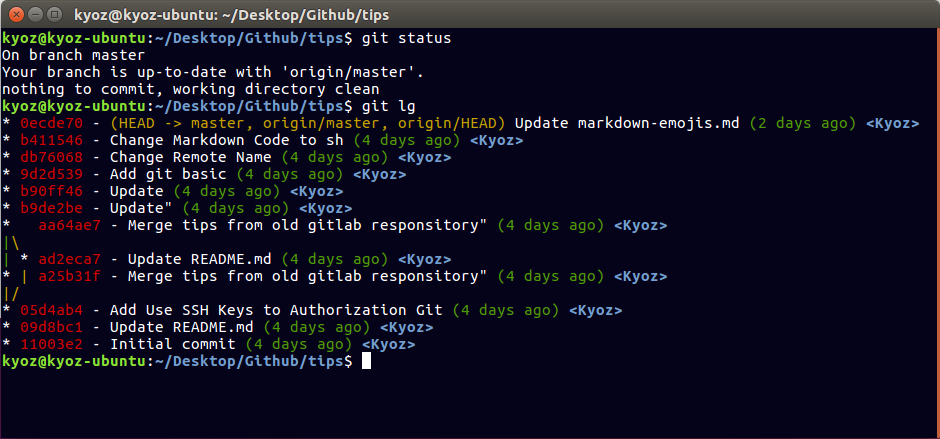 kyoz@kyoz-ubuntu: ~/Desktop/Github/tips
kyoz@kyoz-ubuntu:~/Desktop/Github/tips$ git status
On branch master
Your branch is up-to-date with 'origin/master'.
nothing to commit, working directory clean
kyoz@kyoz-ubuntu:~/Desktop/Github/tips$ git lg
* 0ecde70 - (HEAD -> master, origin/master, origin/HEAD) Update markdown-emojis.md (2 days ago) <Kyoz>
* b411546 - Change Markdown Code to sh (4 days ago) <Kyoz>
* db76068 - Change Remote Name (4 days ago) <Kyoz>
* 9d2d539 - Add git basic (4 days ago) <Kyoz>
* b90ff46 - Update (4 days ago) <Kyoz>
* b9de2be - Update" (4 days ago) <Kyoz>
*   aa64ae7 - Merge tips from old gitlab responsitory" (4 days ago) <Kyoz>
|\
| * ad2eca7 - Update README.md (4 days ago) <Kyoz>
* | a25b31f - Merge tips from old gitlab responsitory" (4 days ago) <Kyoz>
|/
* 05d4ab4 - Add Use SSH Keys to Authorization Git (4 days ago) <Kyoz>
* 09d8bc1 - Update README.md (4 days ago) <Kyoz>
* 11003e2 - Initial commit (4 days ago) <Kyoz>
kyoz@kyoz-ubuntu:~/Desktop/Github/tips$